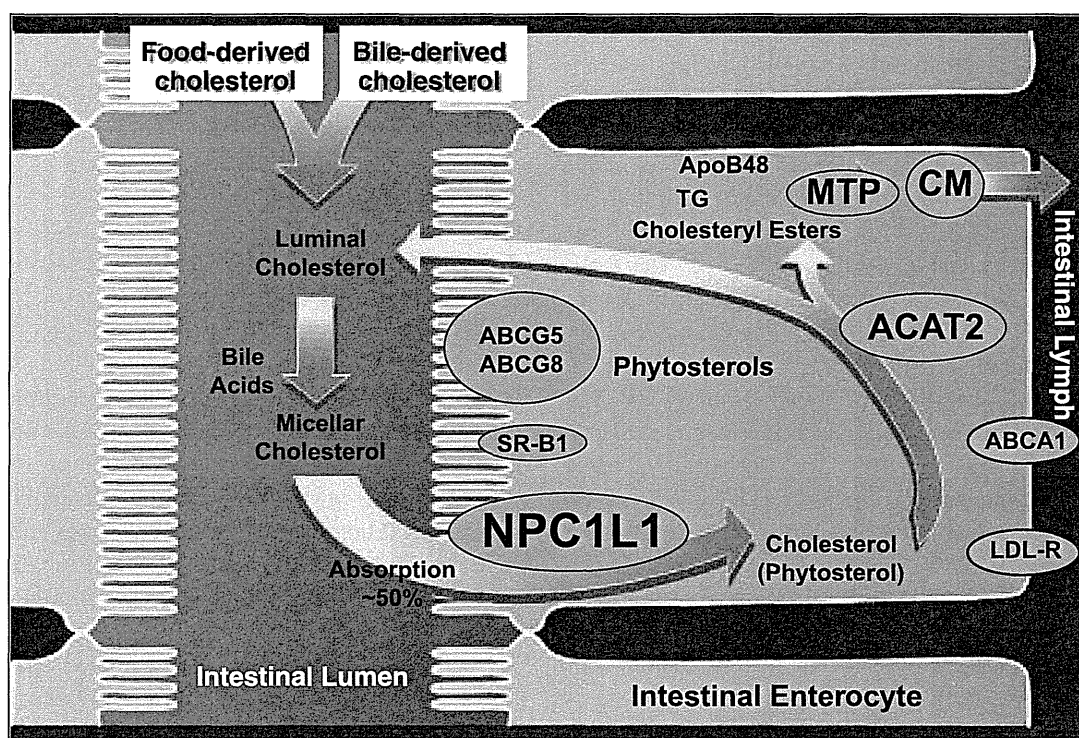 Food-derived
cholesterol
Bile-derived
cholesterol
ApoB48
TG
Cholesteryl Esters
MTP
CM
Luminal
Cholesterol
ABCG5
ABCG8
Phytosterols
ACAT2
Intestinal Lymph
Bile
Acids
Micellar
Cholesterol
SR-B1
ABCA1
NPC1L1
Cholesterol
(Phytosterol)
LDL-R
Absorption
~50%
Intestinal Lumen
Intestinal Enterocyte